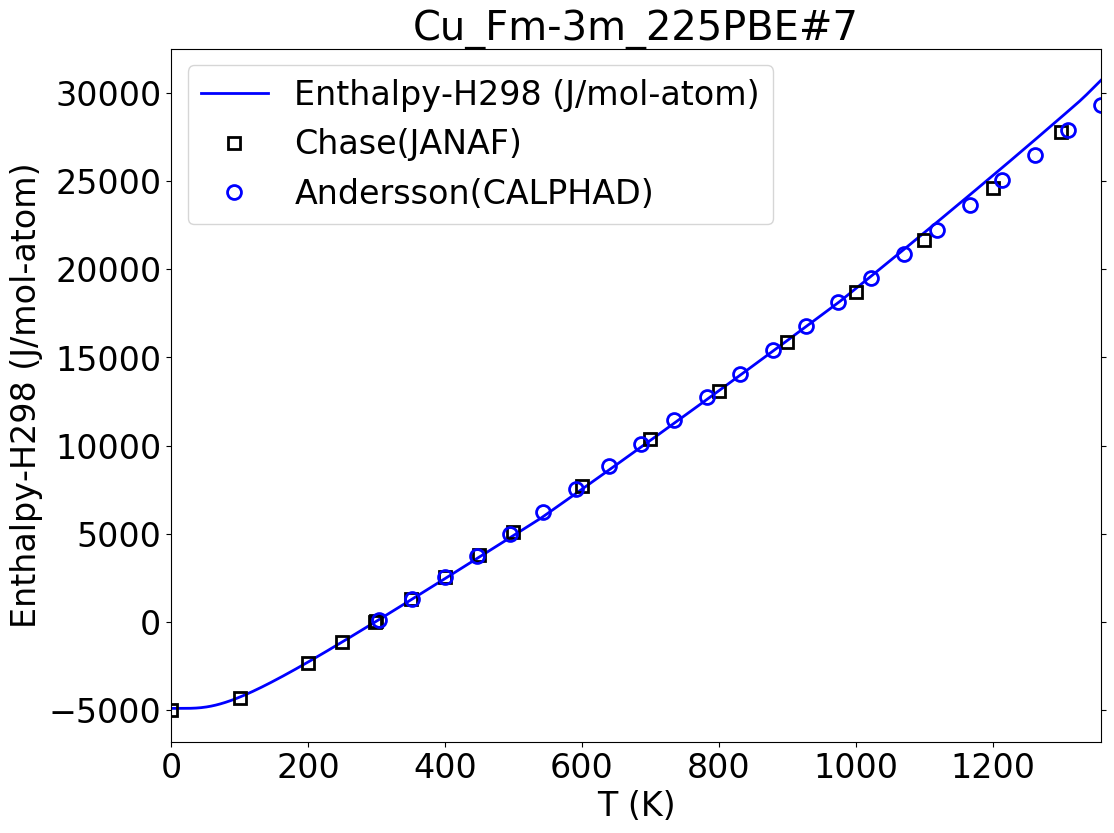 Cu_Fm-3m_225PBE#7
Enthalpy-H298 (J/mol-atom)
Chase(JANAF)
Andersson(CALPHAD)
Enthalpy-H298 (J/mol-atom)
30000
25000
20000
15000
10000
5000
0
−5000
0 200 400 600 800 1000 1200
T (K)